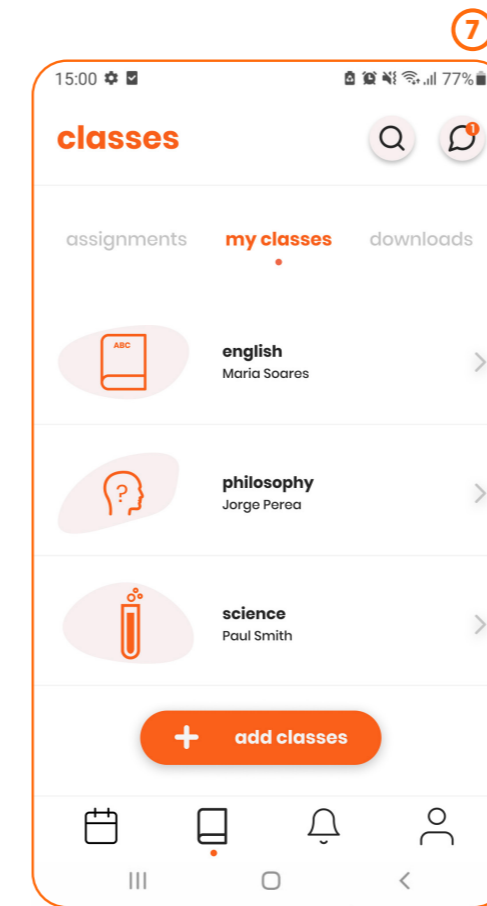 7
15:00 77%
classes
1
assignments my classes downloads
ABC
english
Maria Soares
?
philosophy
Jorge Perea
science
Paul Smith
+ add classes